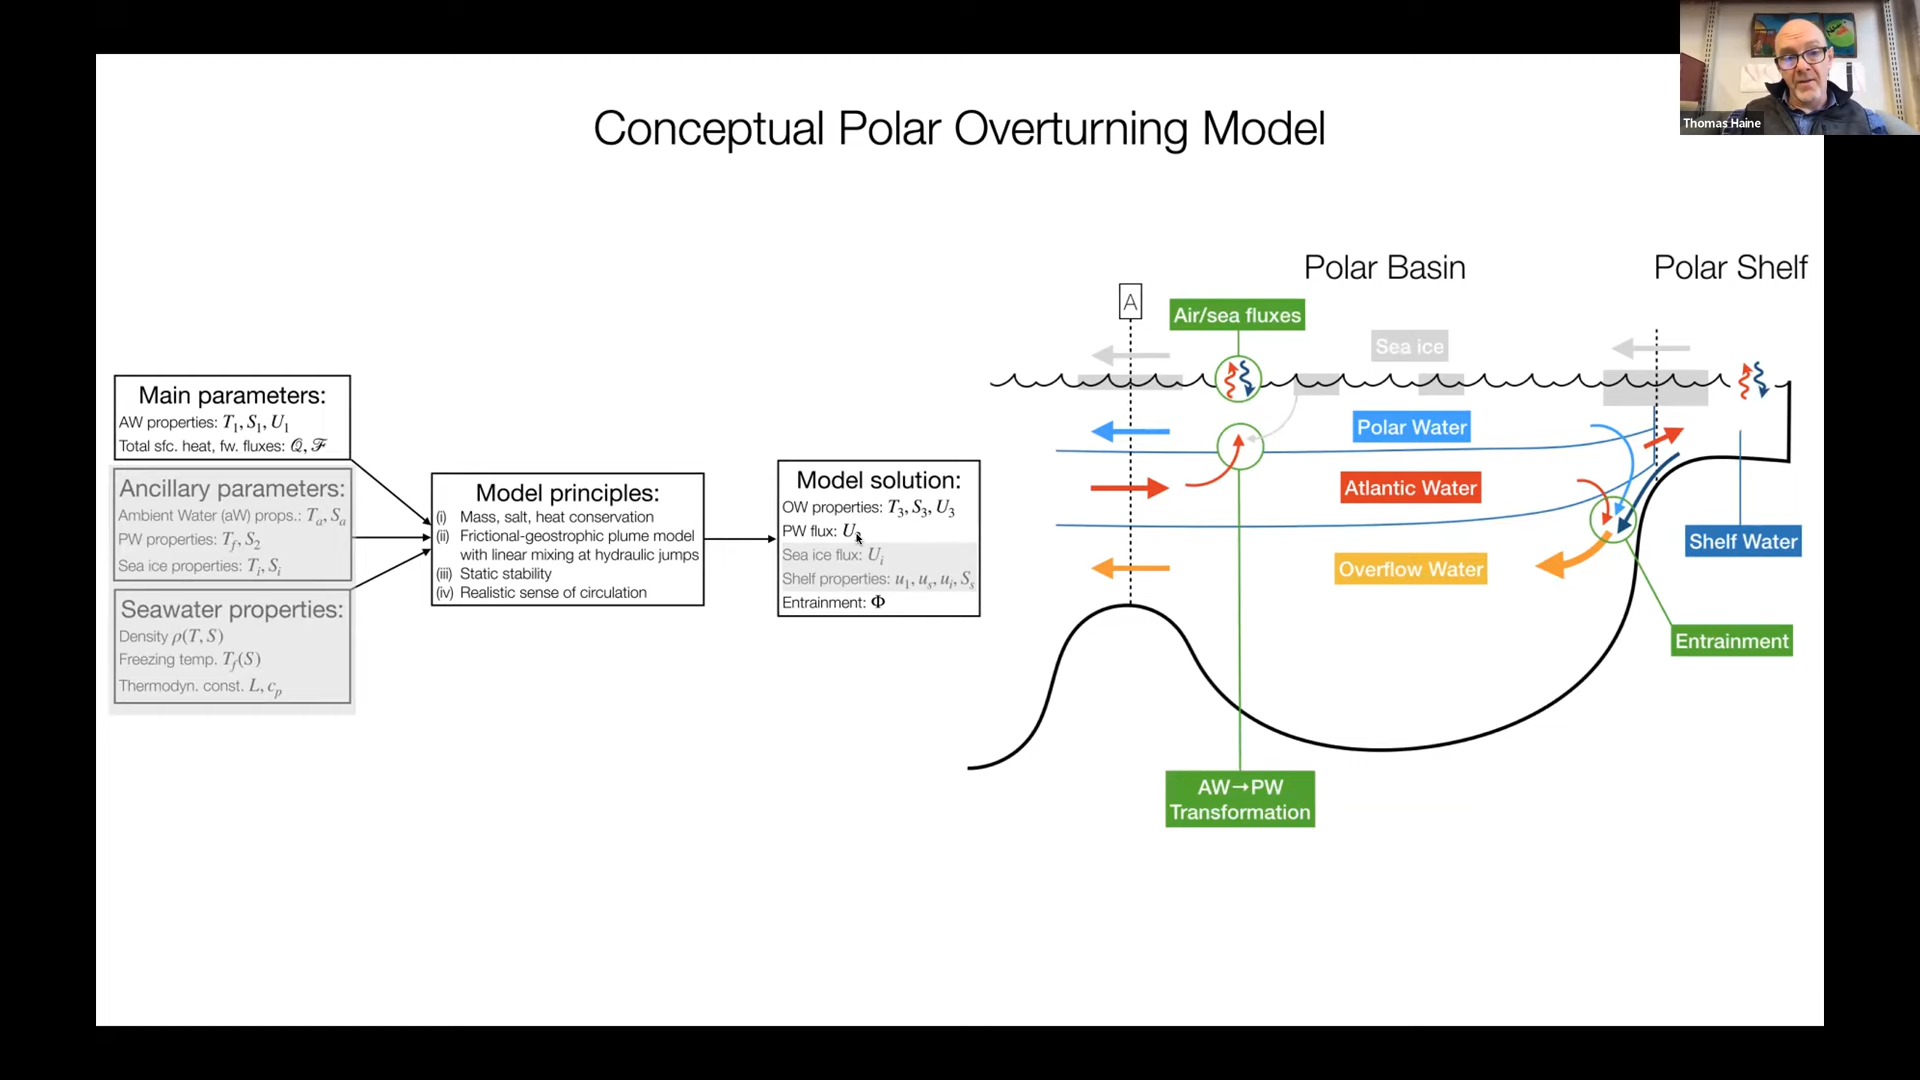 Thomas Haine
Conceptual Polar Overturning Model
Main parameters:
AW properties: T₁, S₁, U₁
Total sfc. heat, fw. fluxes: 𝒬, ℱ
Ancillary parameters:
Ambient Water (aW) props.: Tₐ, Sₐ
PW properties: T_f, S₂
Sea ice properties: Tᵢ, Sᵢ
Seawater properties:
Density ρ(T, S)
Freezing temp. T_f(S)
Thermodyn. const. L, c_p
Model principles:
(i) Mass, salt, heat conservation
(ii) Frictional-geostrophic plume model
with linear mixing at hydraulic jumps
(iii) Static stability
(iv) Realistic sense of circulation
Model solution:
OW properties: T₃, S₃, U₃
PW flux: U₂
Sea ice flux: Uᵢ
Shelf properties: u₁, uₛ, uᵢ, Sₛ
Entrainment: Φ
Polar Basin
Polar Shelf
A
Air/sea fluxes
Sea ice
Polar Water
Atlantic Water
Shelf Water
Overflow Water
Entrainment
AW→PW
Transformation